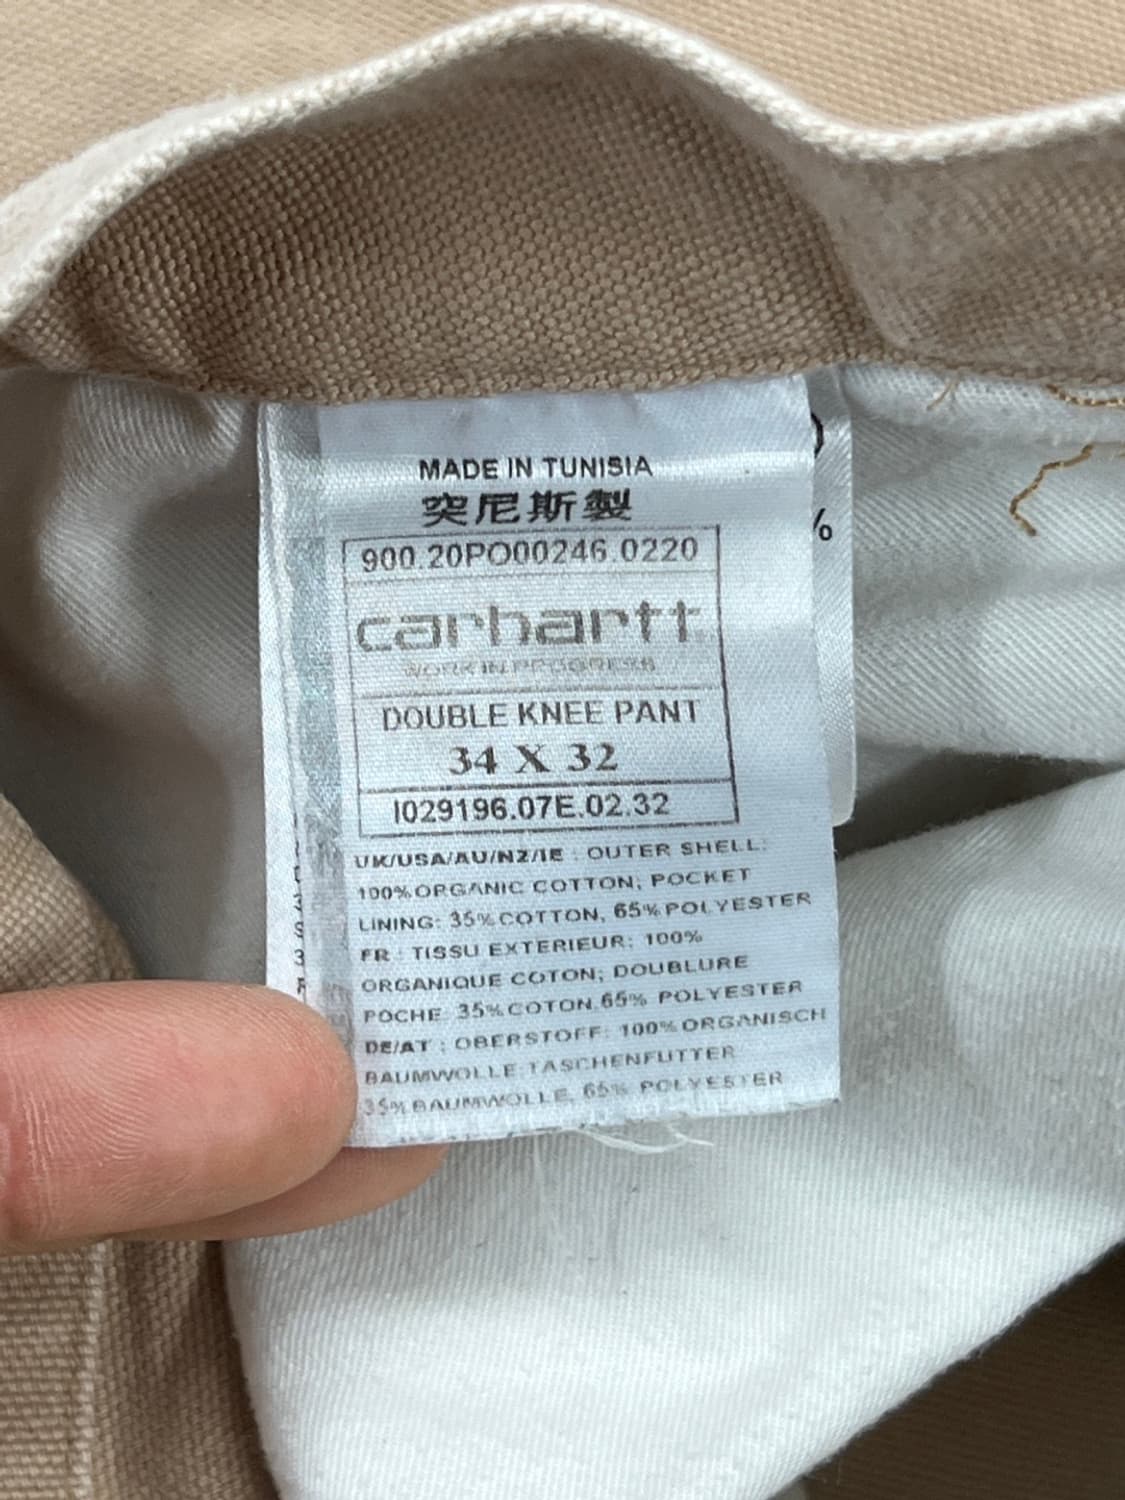 MADE IN TUNISIA
突尼斯製
900.20PO00246.0220
carhartt
WORK IN PROGRESS
DOUBLE KNEE PANT
34 X 32
I029196.07E.02.32
UK/USA/AU/NZ/IE : OUTER SHELL:
100% ORGANIC COTTON; POCKET
LINING: 35% COTTON, 65% POLYESTER
FR : TISSU EXTERIEUR: 100%
ORGANIQUE COTON; DOUBLURE
POCHE: 35% COTON, 65% POLYESTER
DE/AT : OBERSTOFF: 100% ORGANISCH
BAUMWOLLE TASCHENFUTTER
35% BAUMWOLLE, 65% POLYESTER
%